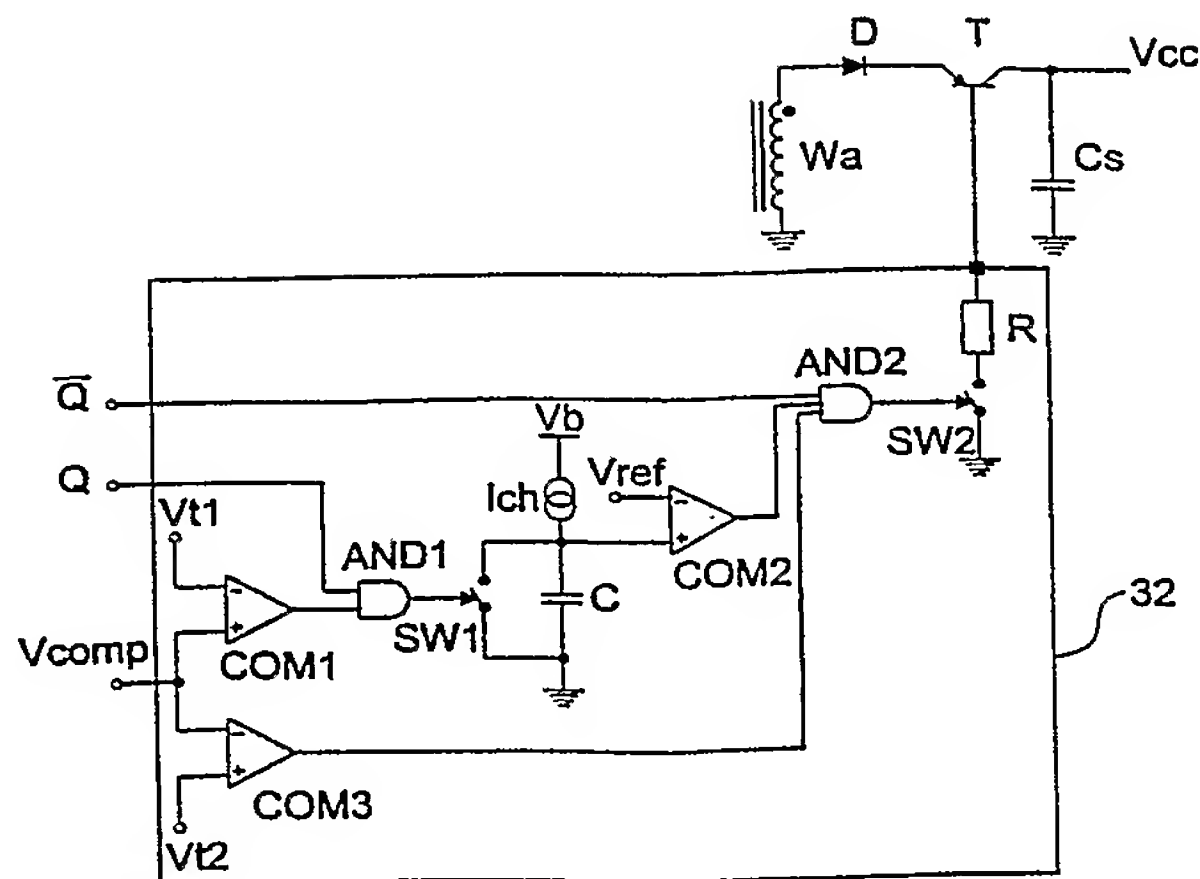 D T Vcc
Wa Cs
R
Q̅ AND2
Vb
SW2
Q Vref
Ich
Vt1
AND1
- +
COM2
C
- +
SW1
32
Vcomp COM1
- +
COM3
Vt2